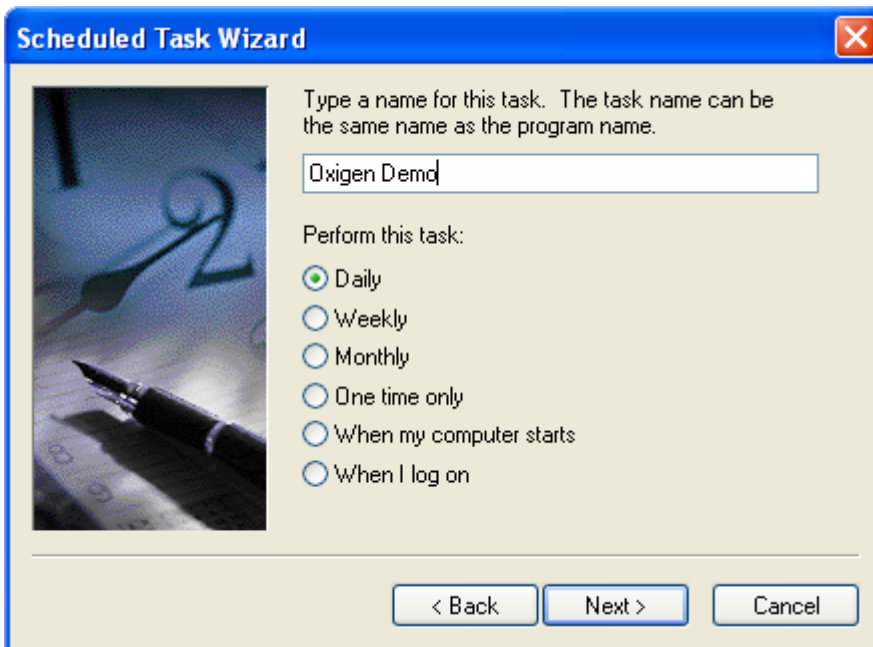 Scheduled Task Wizard
Type a name for this task. The task name can be
the same name as the program name.
Oxigen Demo
Perform this task:
Daily
Weekly
Monthly
One time only
When my computer starts
When I log on
< Back
Next >
Cancel